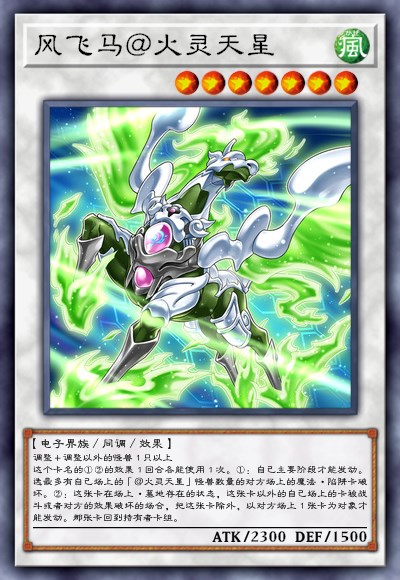 风飞马@火灵天星
風
【电子界族/同调/效果】
调整+调整以外的怪兽1只以上
这个卡名的①②的效果1回合各能使用1次。①：自己主要阶段才能发动。
选最多有自己场上的「@火灵天星」怪兽数量的对方场上的魔法·陷阱卡破
坏。②：这张卡在场上·墓地存在的状态，这张卡以外的自己场上的卡被战
斗或者对方的效果破坏的场合，把这张卡除外，以对方场上1张卡为对象才
能发动。那张卡回到持有者卡组。
ATK/2300 DEF/1500